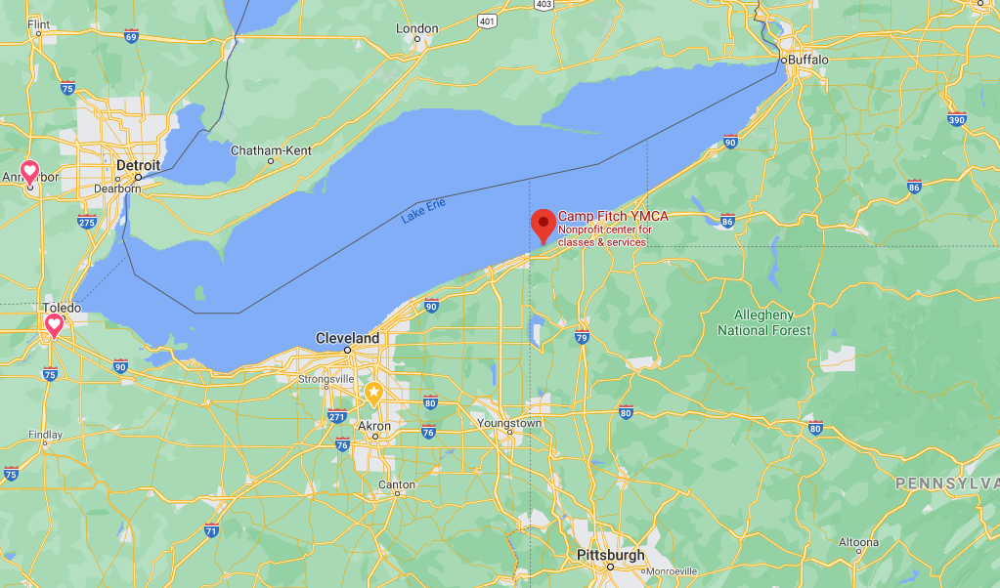 403
Flint
London
401
69
Buffalo
75
390
90
Chatham-Kent
Detroit
Ann Arbor
Dearborn
86
Lake Erie
Camp Fitch YMCA
Nonprofit center for
classes & services
275
86
90
Toledo
Allegheny
National Forest
Cleveland
79
90
75
Strongsville
80
80
271
Akron
76
Youngstown
80
Findlay
76
75
Canton
PENNSYLVA
71
Altoona
Pittsburgh
Monroeville